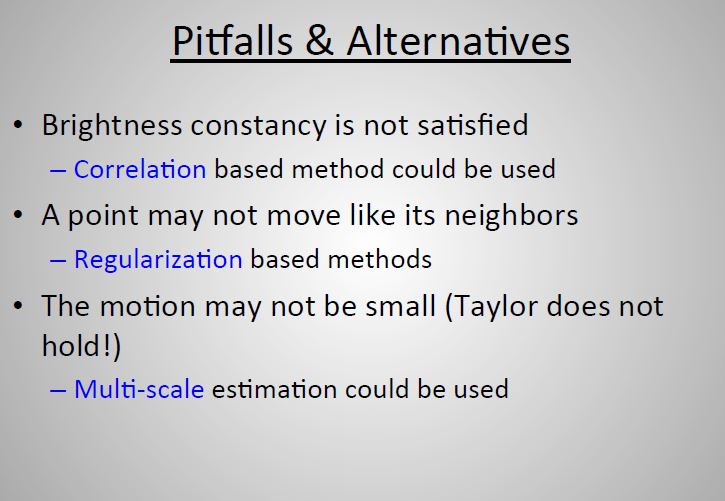 Pitfalls & Alternatives
• Brightness constancy is not satisfied
– Correlation based method could be used
• A point may not move like its neighbors
– Regularization based methods
• The motion may not be small (Taylor does not
hold!)
– Multi-scale estimation could be used